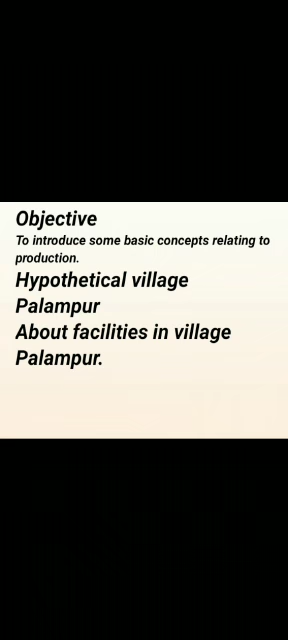 Objective
To introduce some basic concepts relating to
production.
Hypothetical village
Palampur
About facilities in village
Palampur.